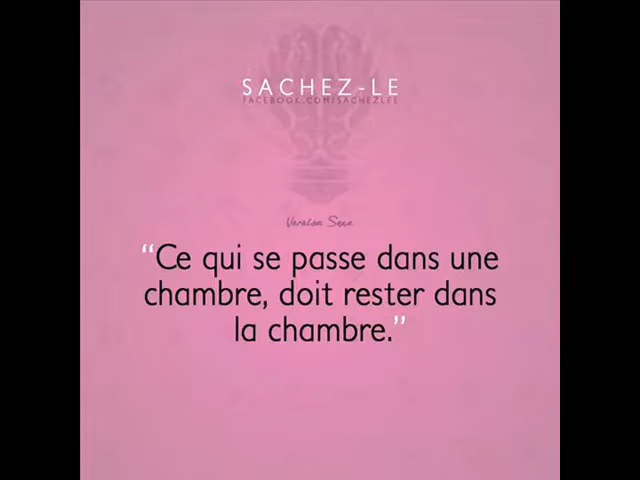 SACHEZ-LE
FACEBOOK.COM/SACHEZLEE
Version Sexe
“Ce qui se passe dans une
chambre, doit rester dans
la chambre.”